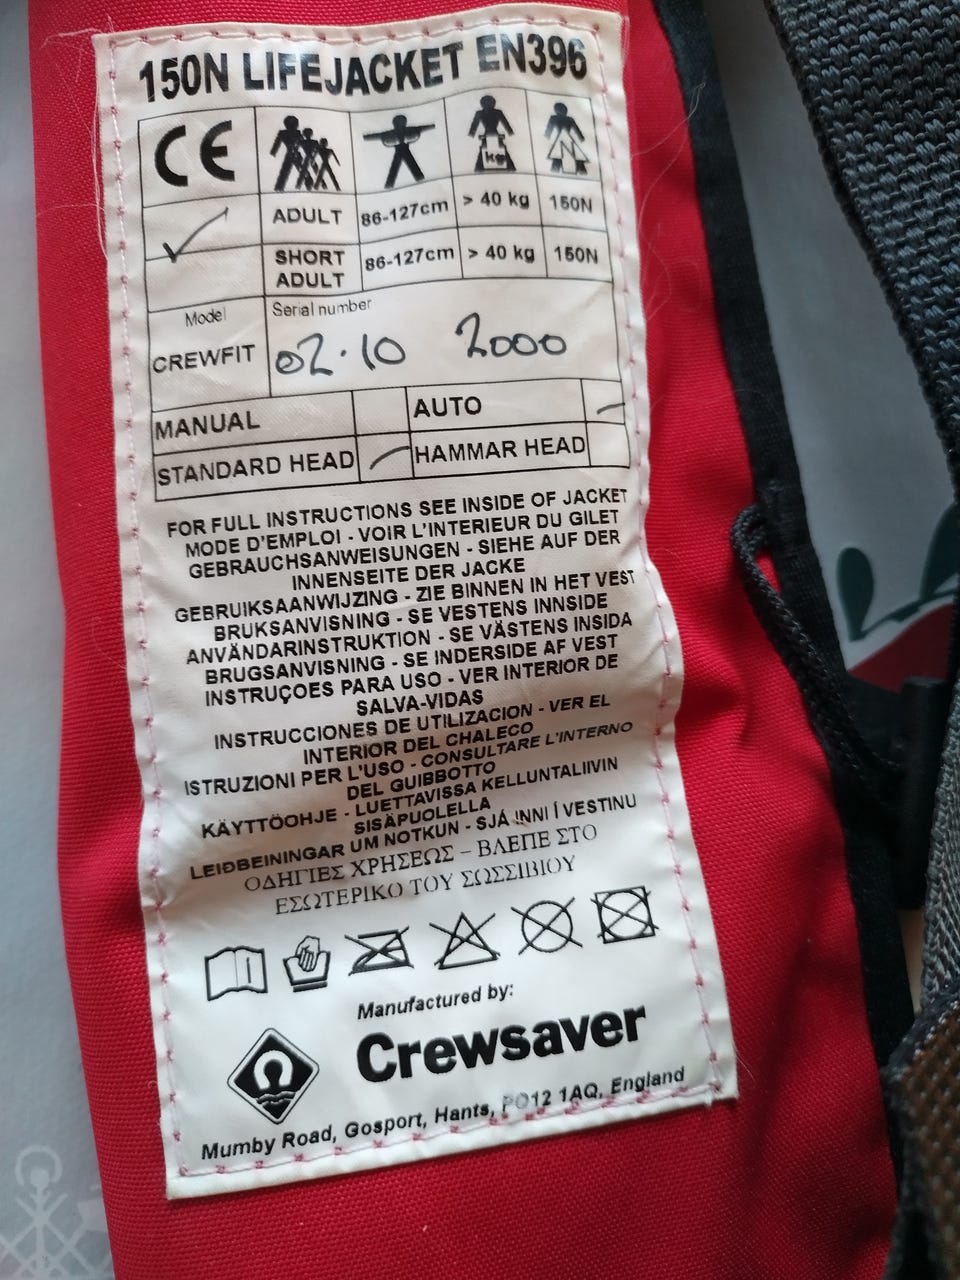 150N LIFEJACKET EN396
CE
kg
N
ADULT 86-127cm > 40 kg 150N
SHORT ADULT 86-127cm > 40 kg 150N
Model Serial number
CREWFIT 02.10 2000
MANUAL AUTO
STANDARD HEAD HAMMAR HEAD
FOR FULL INSTRUCTIONS SEE INSIDE OF JACKET
MODE D'EMPLOI - VOIR L'INTERIEUR DU GILET
GEBRAUCHSANWEISUNGEN - SIEHE AUF DER
INNENSEITE DER JACKE
GEBRUIKSAANWIJZING - ZIE BINNEN IN HET VEST
BRUKSANVISNING - SE VESTENS INNSIDE
ANVÄNDARINSTRUKTION - SE VÄSTENS INSIDA
BRUGSANVISNING - SE INDERSIDE AF VEST
INSTRUÇOES PARA USO - VER INTERIOR DE
SALVA-VIDAS
INSTRUCCIONES DE UTILIZACION - VER EL
INTERIOR DEL CHALECO
ISTRUZIONI PER L'USO - CONSULTARE L'INTERNO
DEL GUIBBOTTO
KÄYTTÖOHJE - LUETTAVISSA KELLUNTALIIVIN
SISÄPUOLELLA
LEIÐBEININGAR UM NOTKUN - SJÁ INNI Í VESTINU
ΟΔΗΓΙΕΣ ΧΡΗΣΕΩΣ – ΒΛΕΠΕ ΣΤΟ
ΕΣΩΤΕΡΙΚΟ ΤΟΥ ΣΩΣΣΙΒΙΟΥ
Manufactured by:
Crewsaver
Mumby Road, Gosport, Hants, PO12 1AQ, England